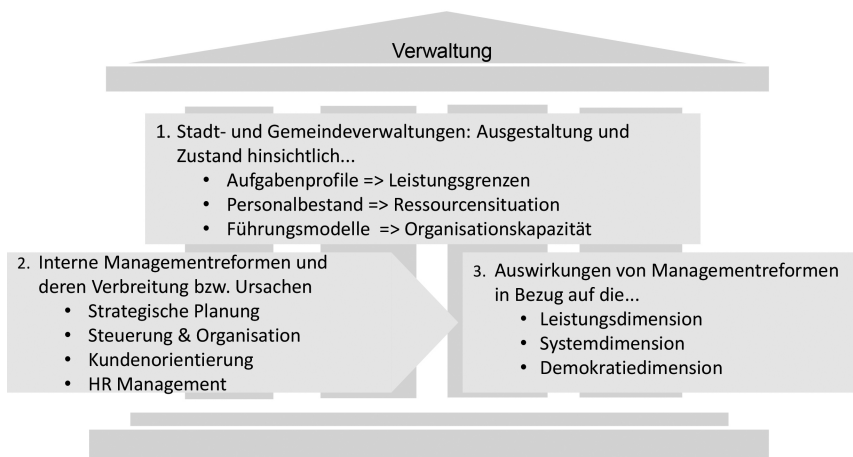 Verwaltung
1. Stadt- und Gemeindeverwaltungen: Ausgestaltung und
Zustand hinsichtlich...
• Aufgabenprofile => Leistungsgrenzen
• Personalbestand => Ressourcensituation
• Führungsmodelle => Organisationskapazität
2. Interne Managementreformen und
deren Verbreitung bzw. Ursachen
• Strategische Planung
• Steuerung & Organisation
• Kundenorientierung
• HR Management
3. Auswirkungen von Managementreformen
in Bezug auf die...
• Leistungsdimension
• Systemdimension
• Demokratiedimension